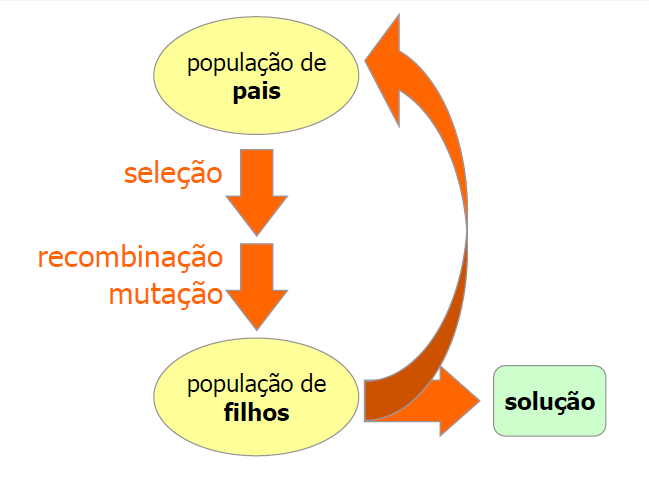 população de
pais
seleção
recombinação
mutação
população de
filhos
solução